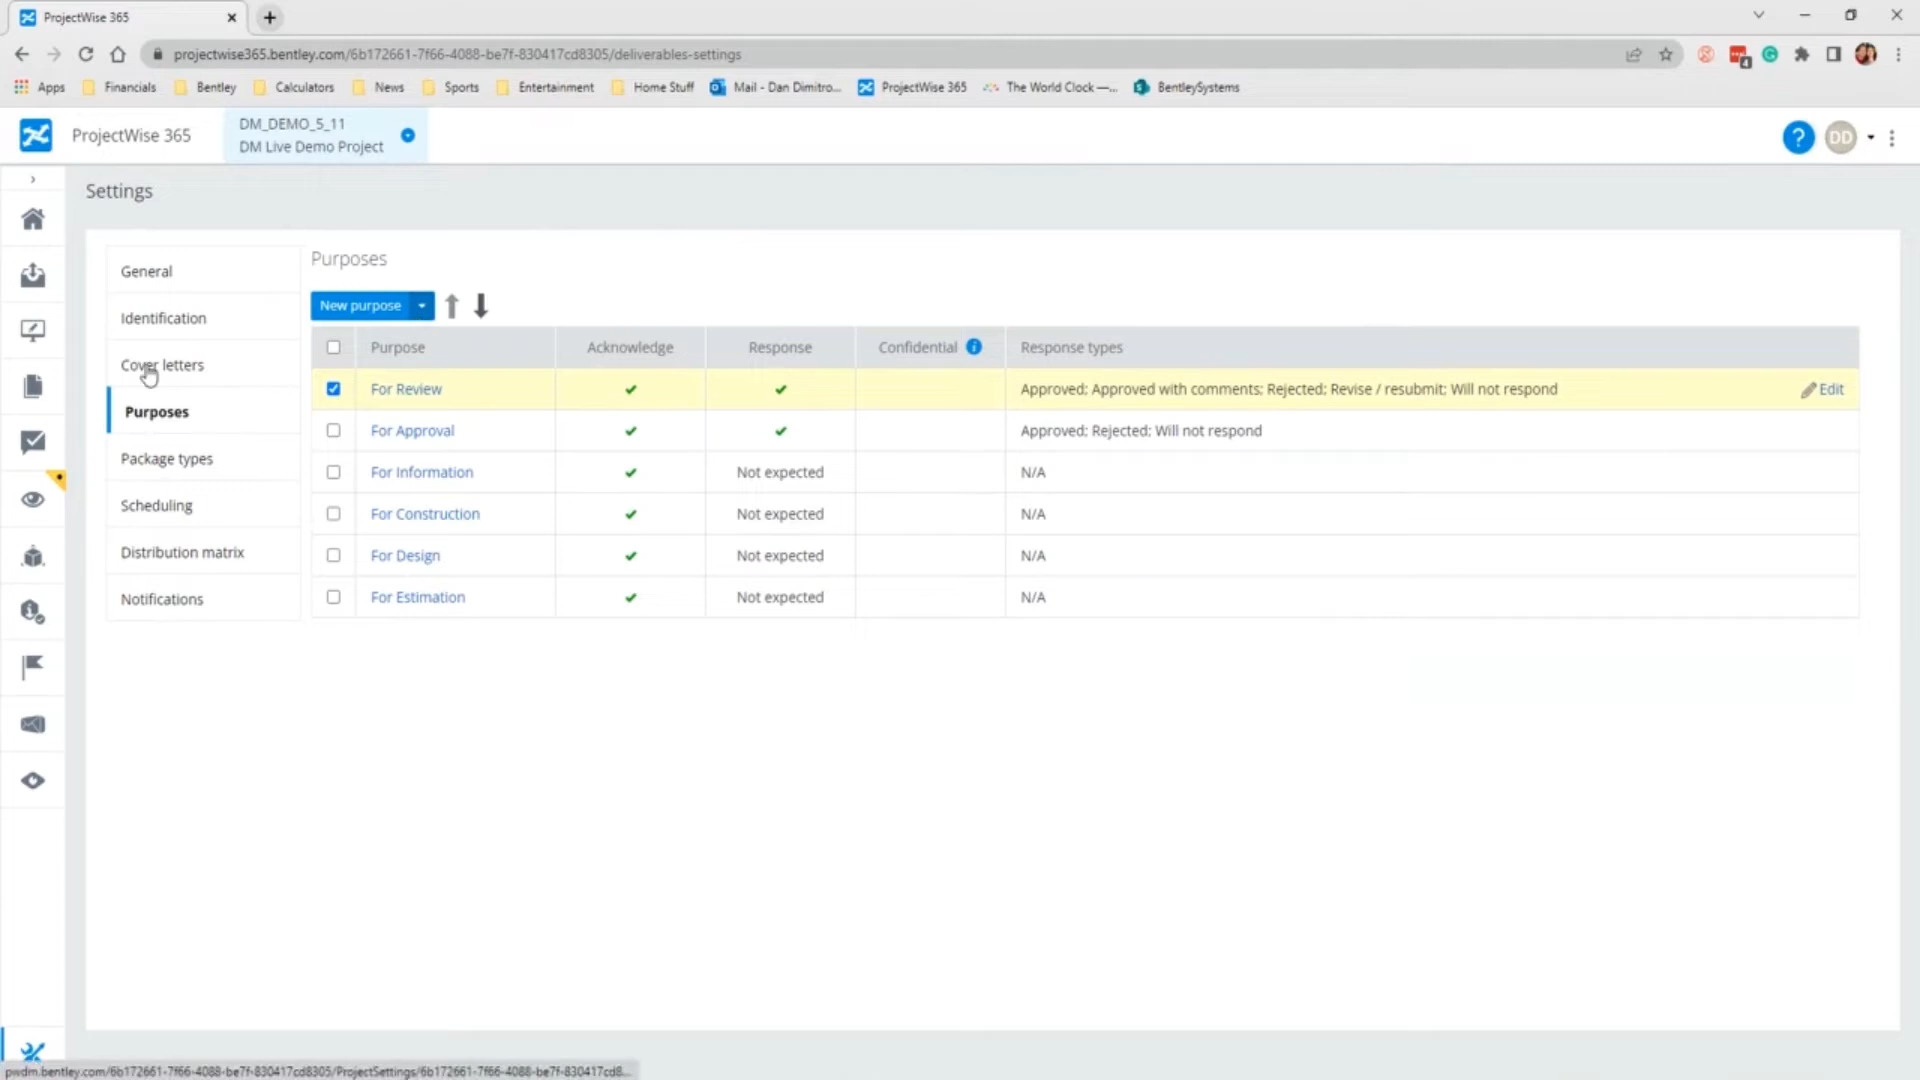 ProjectWise 365
projectwise365.bentley.com/6b172661-7f66-4088-be7f-830417cd8305/deliverables-settings
4
Apps Financials Bentley Calculators News Sports Entertainment Home Stuff Mail - Dan Dimitro... ProjectWise 365 The World Clock —... BentleySystems
ProjectWise 365
DM_DEMO_5_11
DM Live Demo Project
?
DD
Settings
General
Identification
Cover letters
Purposes
Package types
Scheduling
Distribution matrix
Notifications
Purposes
New purpose
Purpose Acknowledge Response Confidential Response types
For Review Approved; Approved with comments; Rejected; Revise / resubmit; Will not respond Edit
For Approval Approved; Rejected; Will not respond
For Information Not expected N/A
For Construction Not expected N/A
For Design Not expected N/A
For Estimation Not expected N/A
pwdm.bentley.com/6b172661-7f66-4088-be7f-830417cd8305/ProjectSettings/6b172661-7f66-4088-be7f-830417cd8...